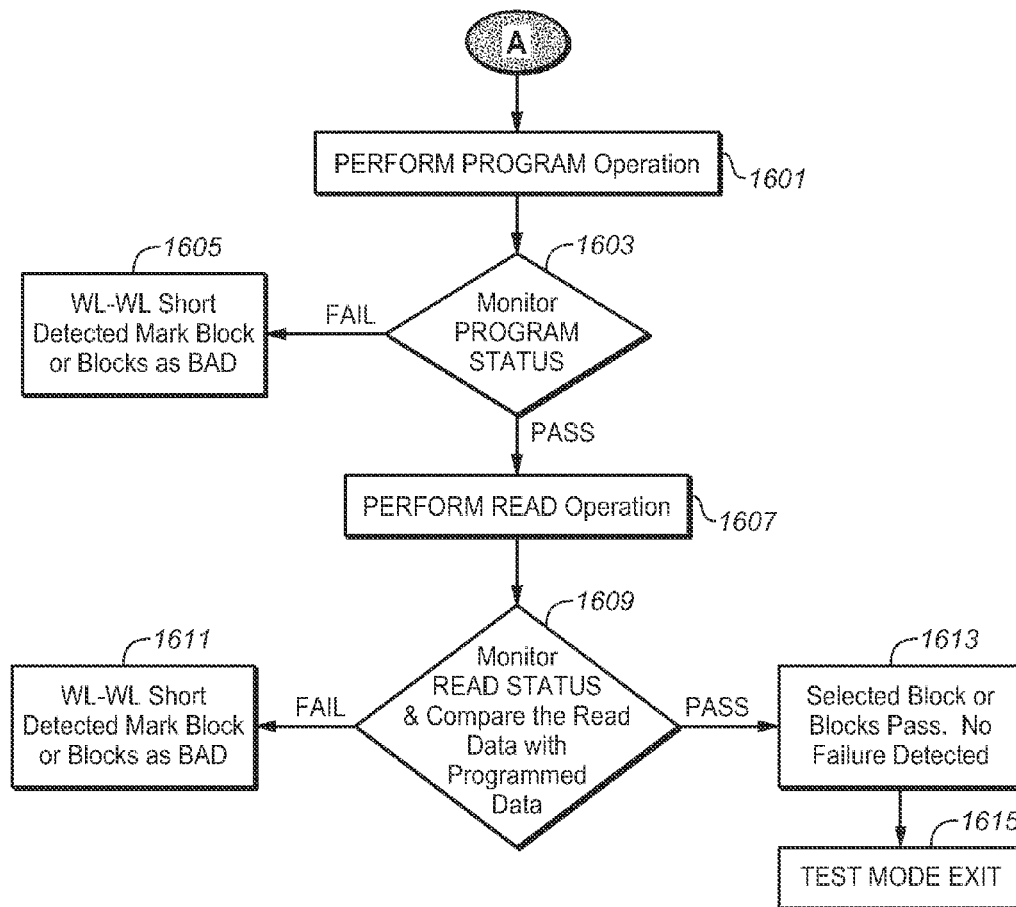 A
PERFORM PROGRAM Operation
1601
1603
Monitor
PROGRAM
STATUS
FAIL
1605
WL-WL Short
Detected Mark Block
or Blocks as BAD
PASS
PERFORM READ Operation
1607
1609
Monitor
READ STATUS
& Compare the Read
Data with
Programmed
Data
FAIL
1611
WL-WL Short
Detected Mark Block
or Blocks as BAD
PASS
1613
Selected Block or
Blocks Pass. No
Failure Detected
1615
TEST MODE EXIT